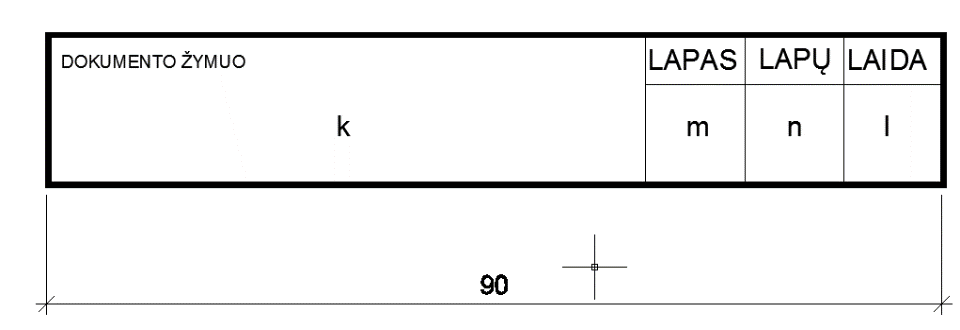 DOKUMENTO ŽYMUO LAPAS LAPŲ LAIDA
k m n l
90